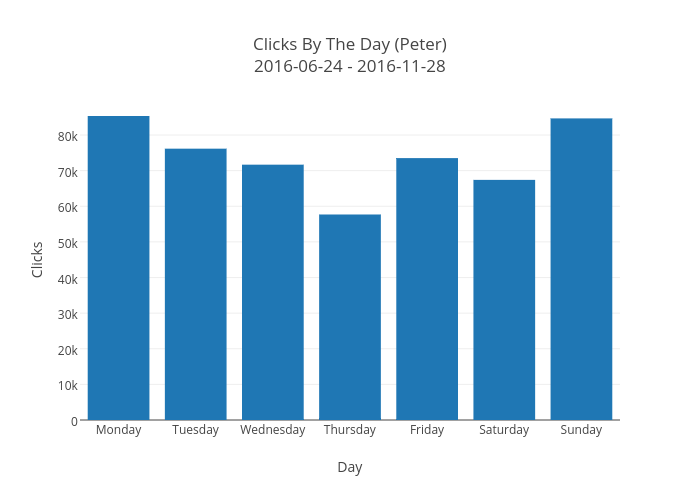 Clicks By The Day (Peter)
2016-06-24 - 2016-11-28
Clicks
80k
70k
60k
50k
40k
30k
20k
10k
0
Monday Tuesday Wednesday Thursday Friday Saturday Sunday
Day